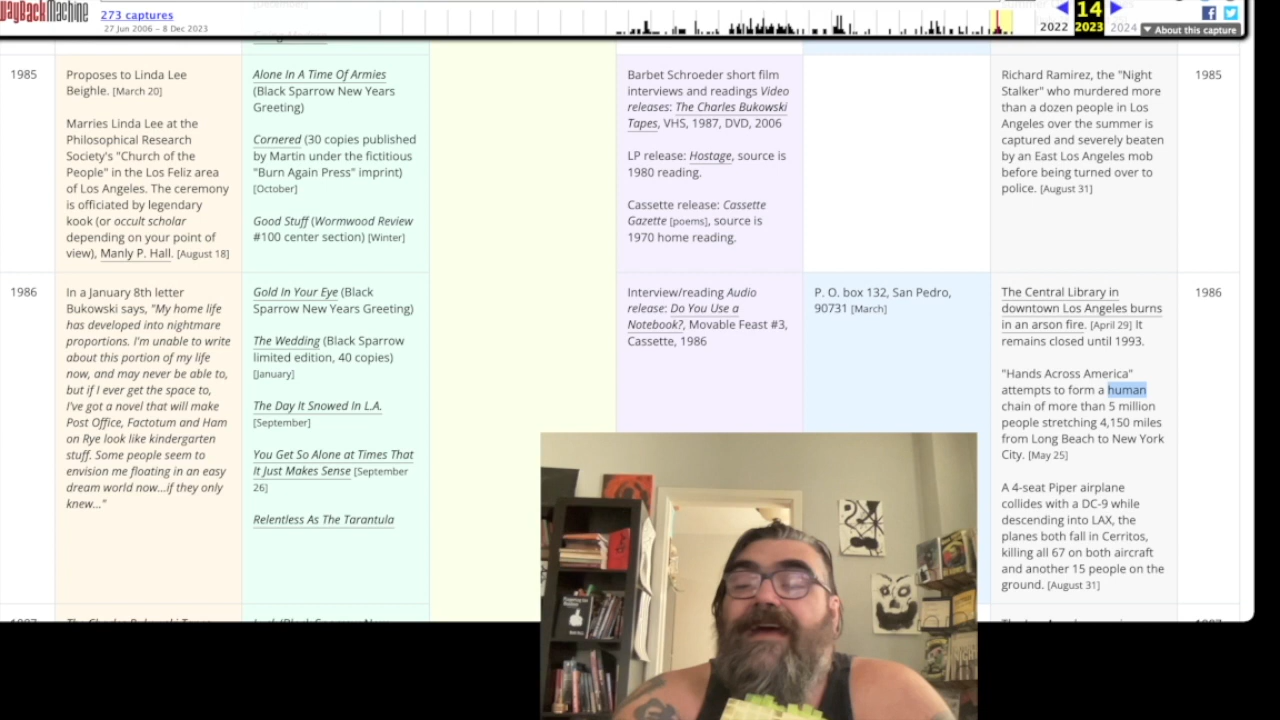 WayBackMachine
273 captures
27 Jun 2006 – 8 Dec 2023
2022
14
2023
2024
About this capture
1985
Proposes to Linda Lee
Beighle. [March 20]
Marries Linda Lee at the
Philosophical Research
Society's "Church of the
People" in the Los Feliz area
of Los Angeles. The ceremony
is officiated by legendary
kook (or occult scholar
depending on your point of
view), Manly P. Hall. [August 18]
Alone In A Time Of Armies
(Black Sparrow New Years
Greeting)
Cornered (30 copies published
by Martin under the fictitious
"Burn Again Press" imprint)
[October]
Good Stuff (Wormwood Review
#100 center section) [Winter]
Barbet Schroeder short film
interviews and readings Video
releases: The Charles Bukowski
Tapes, VHS, 1987, DVD, 2006
LP release: Hostage, source is
1980 reading.
Cassette release: Cassette
Gazette [poems], source is
1970 home reading.
Richard Ramirez, the "Night
Stalker" who murdered more
than a dozen people in Los
Angeles over the summer is
captured and severely beaten
by an East Los Angeles mob
before being turned over to
police. [August 31]
1985
1986
In a January 8th letter
Bukowski says, "My home life
has developed into nightmare
proportions. I'm unable to write
about this portion of my life
now, and may never be able to,
but if I ever get the space to,
I've got a novel that will make
Post Office, Factotum and Ham
on Rye look like kindergarten
stuff. Some people seem to
envision me floating in an easy
dream world now...if they only
knew..."
Gold In Your Eye (Black
Sparrow New Years Greeting)
The Wedding (Black Sparrow
limited edition, 40 copies)
[January]
The Day It Snowed In L.A.
[September]
You Get So Alone at Times That
It Just Makes Sense [September
26]
Relentless As The Tarantula
Interview/reading Audio
release: Do You Use a
Notebook?, Movable Feast #3,
Cassette, 1986
P. O. box 132, San Pedro,
90731 [March]
The Central Library in
downtown Los Angeles burns
in an arson fire. [April 29] It
remains closed until 1993.
"Hands Across America"
attempts to form a human
chain of more than 5 million
people stretching 4,150 miles
from Long Beach to New York
City. [May 25]
A 4-seat Piper airplane
collides with a DC-9 while
descending into LAX, the
planes both fall in Cerritos,
killing all 67 on both aircraft
and another 15 people on the
ground. [August 31]
1986